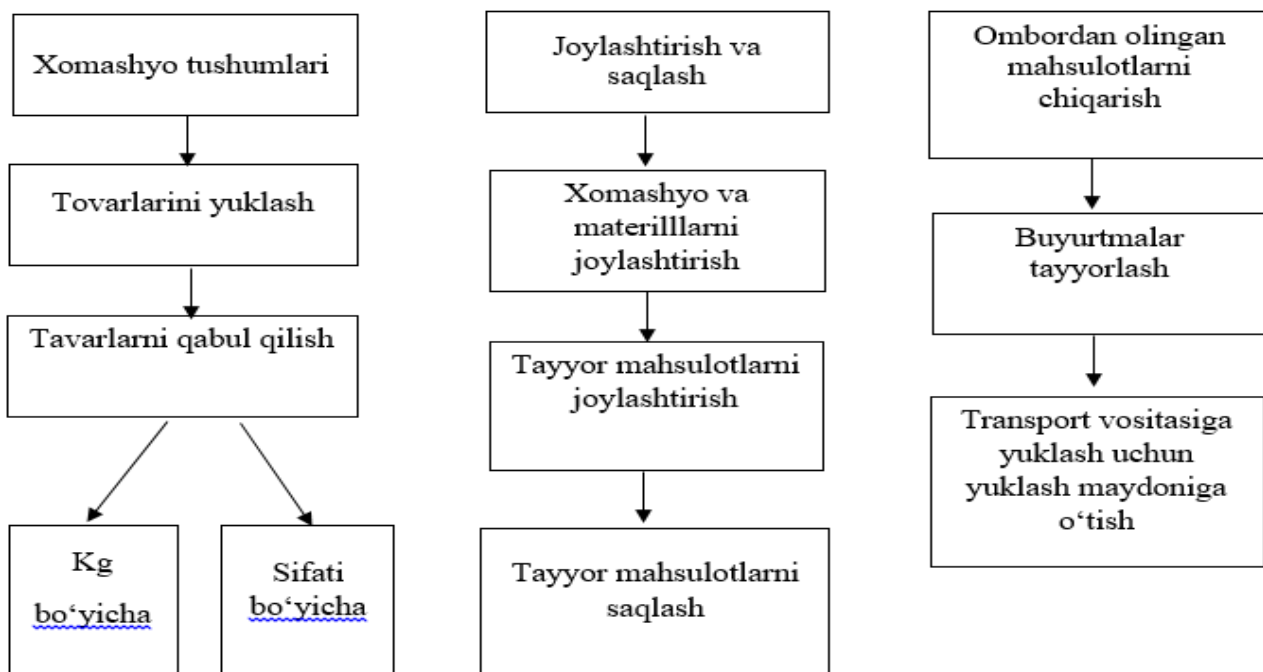 Xomashyo tushumlari
Tovarlarini yuklash
Tavarlarni qabul qilish
Kg
bo‘yicha
Sifati
bo‘yicha
Joylashtirish va
saqlash
Xomashyo va
materilllarni
joylashtirish
Tayyor mahsulotlarni
joylashtirish
Tayyor mahsulotlarni
saqlash
Ombordan olingan
mahsulotlarni
chiqarish
Buyurtmalar
tayyorlash
Transport vositasiga
yuklash uchun
yuklash maydoniga
o‘tish